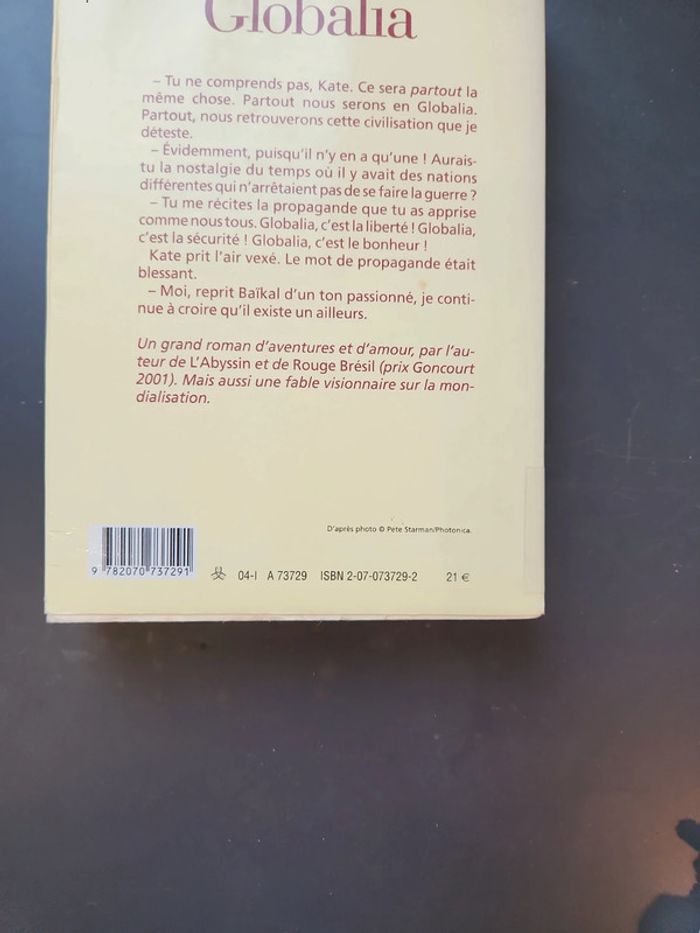 Globalia
– Tu ne comprends pas, Kate. Ce sera partout la
même chose. Partout nous serons en Globalia.
Partout, nous retrouverons cette civilisation que je
déteste.
– Évidemment, puisqu'il n'y en a qu'une ! Aurais-
tu la nostalgie du temps où il y avait des nations
différentes qui n'arrêtaient pas de se faire la guerre ?
– Tu me récites la propagande que tu as apprise
comme nous tous. Globalia, c'est la liberté ! Globalia,
c'est la sécurité ! Globalia, c'est le bonheur !
Kate prit l'air vexé. Le mot de propagande était
blessant.
– Moi, reprit Baïkal d'un ton passionné, je conti-
nue à croire qu'il existe un ailleurs.
Un grand roman d'aventures et d'amour, par l'au-
teur de L'Abyssin et de Rouge Brésil (prix Goncourt
2001). Mais aussi une fable visionnaire sur la mon-
dialisation.
D'après photo © Pete Starman/Photonica.
9 782070 737291
04-I A 73729 ISBN 2-07-073729-2 21 €